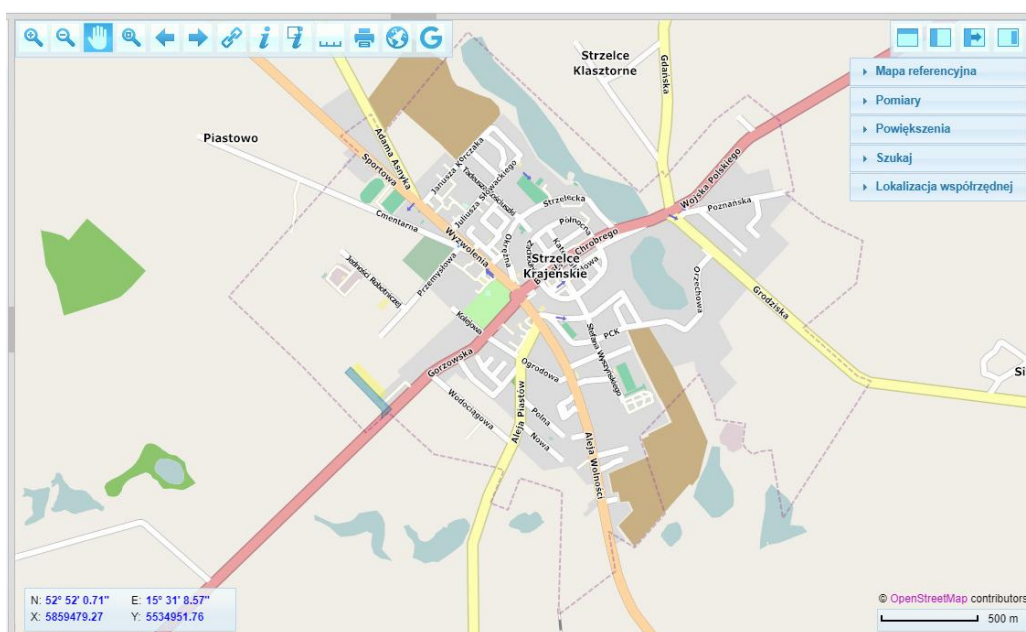 Strzelce
Klasztorne
Gdańska
Mapa referencyjna
Pomiary
Powiększenia
Szukaj
Lokalizacja współrzędnej
Piastowo
Adama Asnyka
Sportowa
Janusza Korczaka
Tadeusza Kościuszki
Juliusza Słowackiego
Strzelecka
Wojska Polskiego
Poznańska
Cmentarna
Wyzwolenia
Okrężna
Północna
Chrobrego
Strzelce
Krajeńskie
Jedności Robotniczej
Przemysłowa
Orzechowa
Grodziska
Kolejowa
PCK
Stefana Wyszyńskiego
Gorzowska
Ogrodowa
Wodociągowa
Aleja Piastów
Polna
Nowa
Aleja Wolności
Si
N: 52° 52' 0.71" E: 15° 31' 8.57"
X: 5859479.27 Y: 5534951.76
© OpenStreetMap contributors
500 m